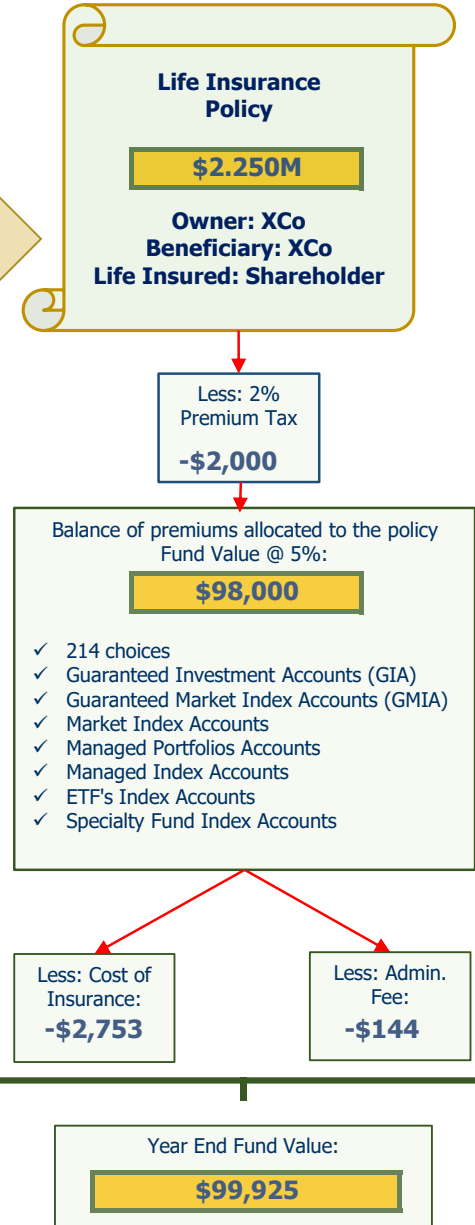 Life Insurance
Policy
$2.250M
Owner: XCo
Beneficiary: XCo
Life Insured: Shareholder
Less: 2%
Premium Tax
-$2,000
Balance of premiums allocated to the policy
Fund Value @ 5%:
$98,000
✓ 214 choices
✓ Guaranteed Investment Accounts (GIA)
✓ Guaranteed Market Index Accounts (GMIA)
✓ Market Index Accounts
✓ Managed Portfolios Accounts
✓ Managed Index Accounts
✓ ETF's Index Accounts
✓ Specialty Fund Index Accounts
Less: Cost of
Insurance:
-$2,753
Less: Admin.
Fee:
-$144
Year End Fund Value:
$99,925